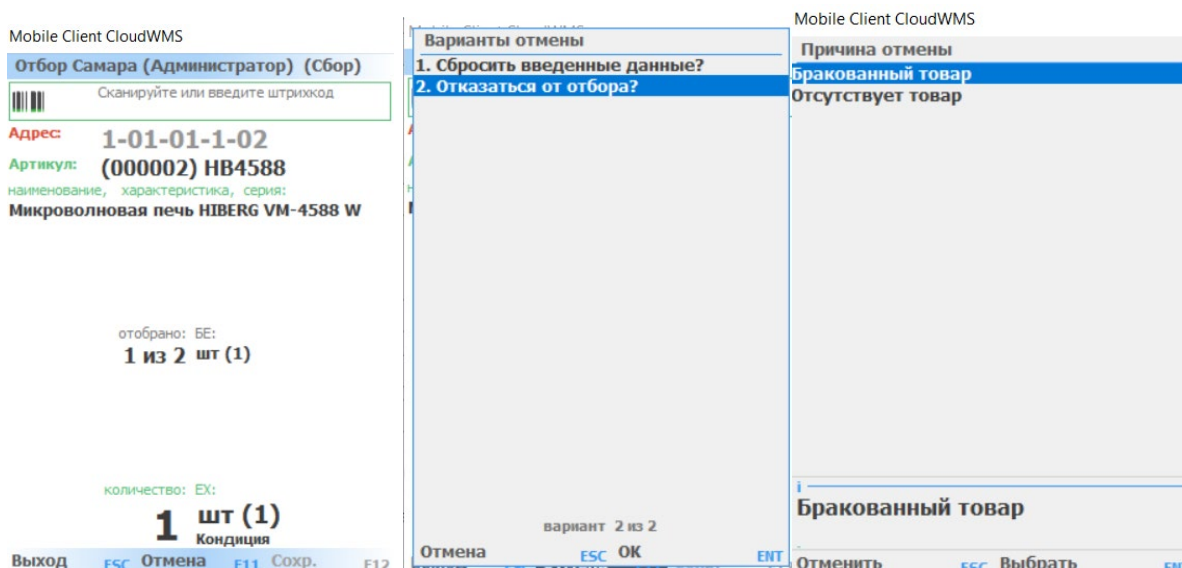 Mobile Client CloudWMS
Отбор Самара (Администратор) (Сбор)
Сканируйте или введите штрихкод
Адрес: 1-01-01-1-02
Артикул: (000002) HB4588
наименование, характеристика, серия:
Микроволновая печь HIBERG VM-4588 W
отобрано: БЕ:
1 из 2 шт (1)
количество: ЕХ:
1 шт (1)
Кондиция
Выход ESC Отмена F11 Сохр. F12
Варианты отмены
1. Сбросить введенные данные?
2. Отказаться от отбора?
вариант 2 из 2
Отмена ESC OK ENT
Mobile Client CloudWMS
Причина отмены
Бракованный товар
Отсутствует товар
i
Бракованный товар
Отменить ESC Выбрать